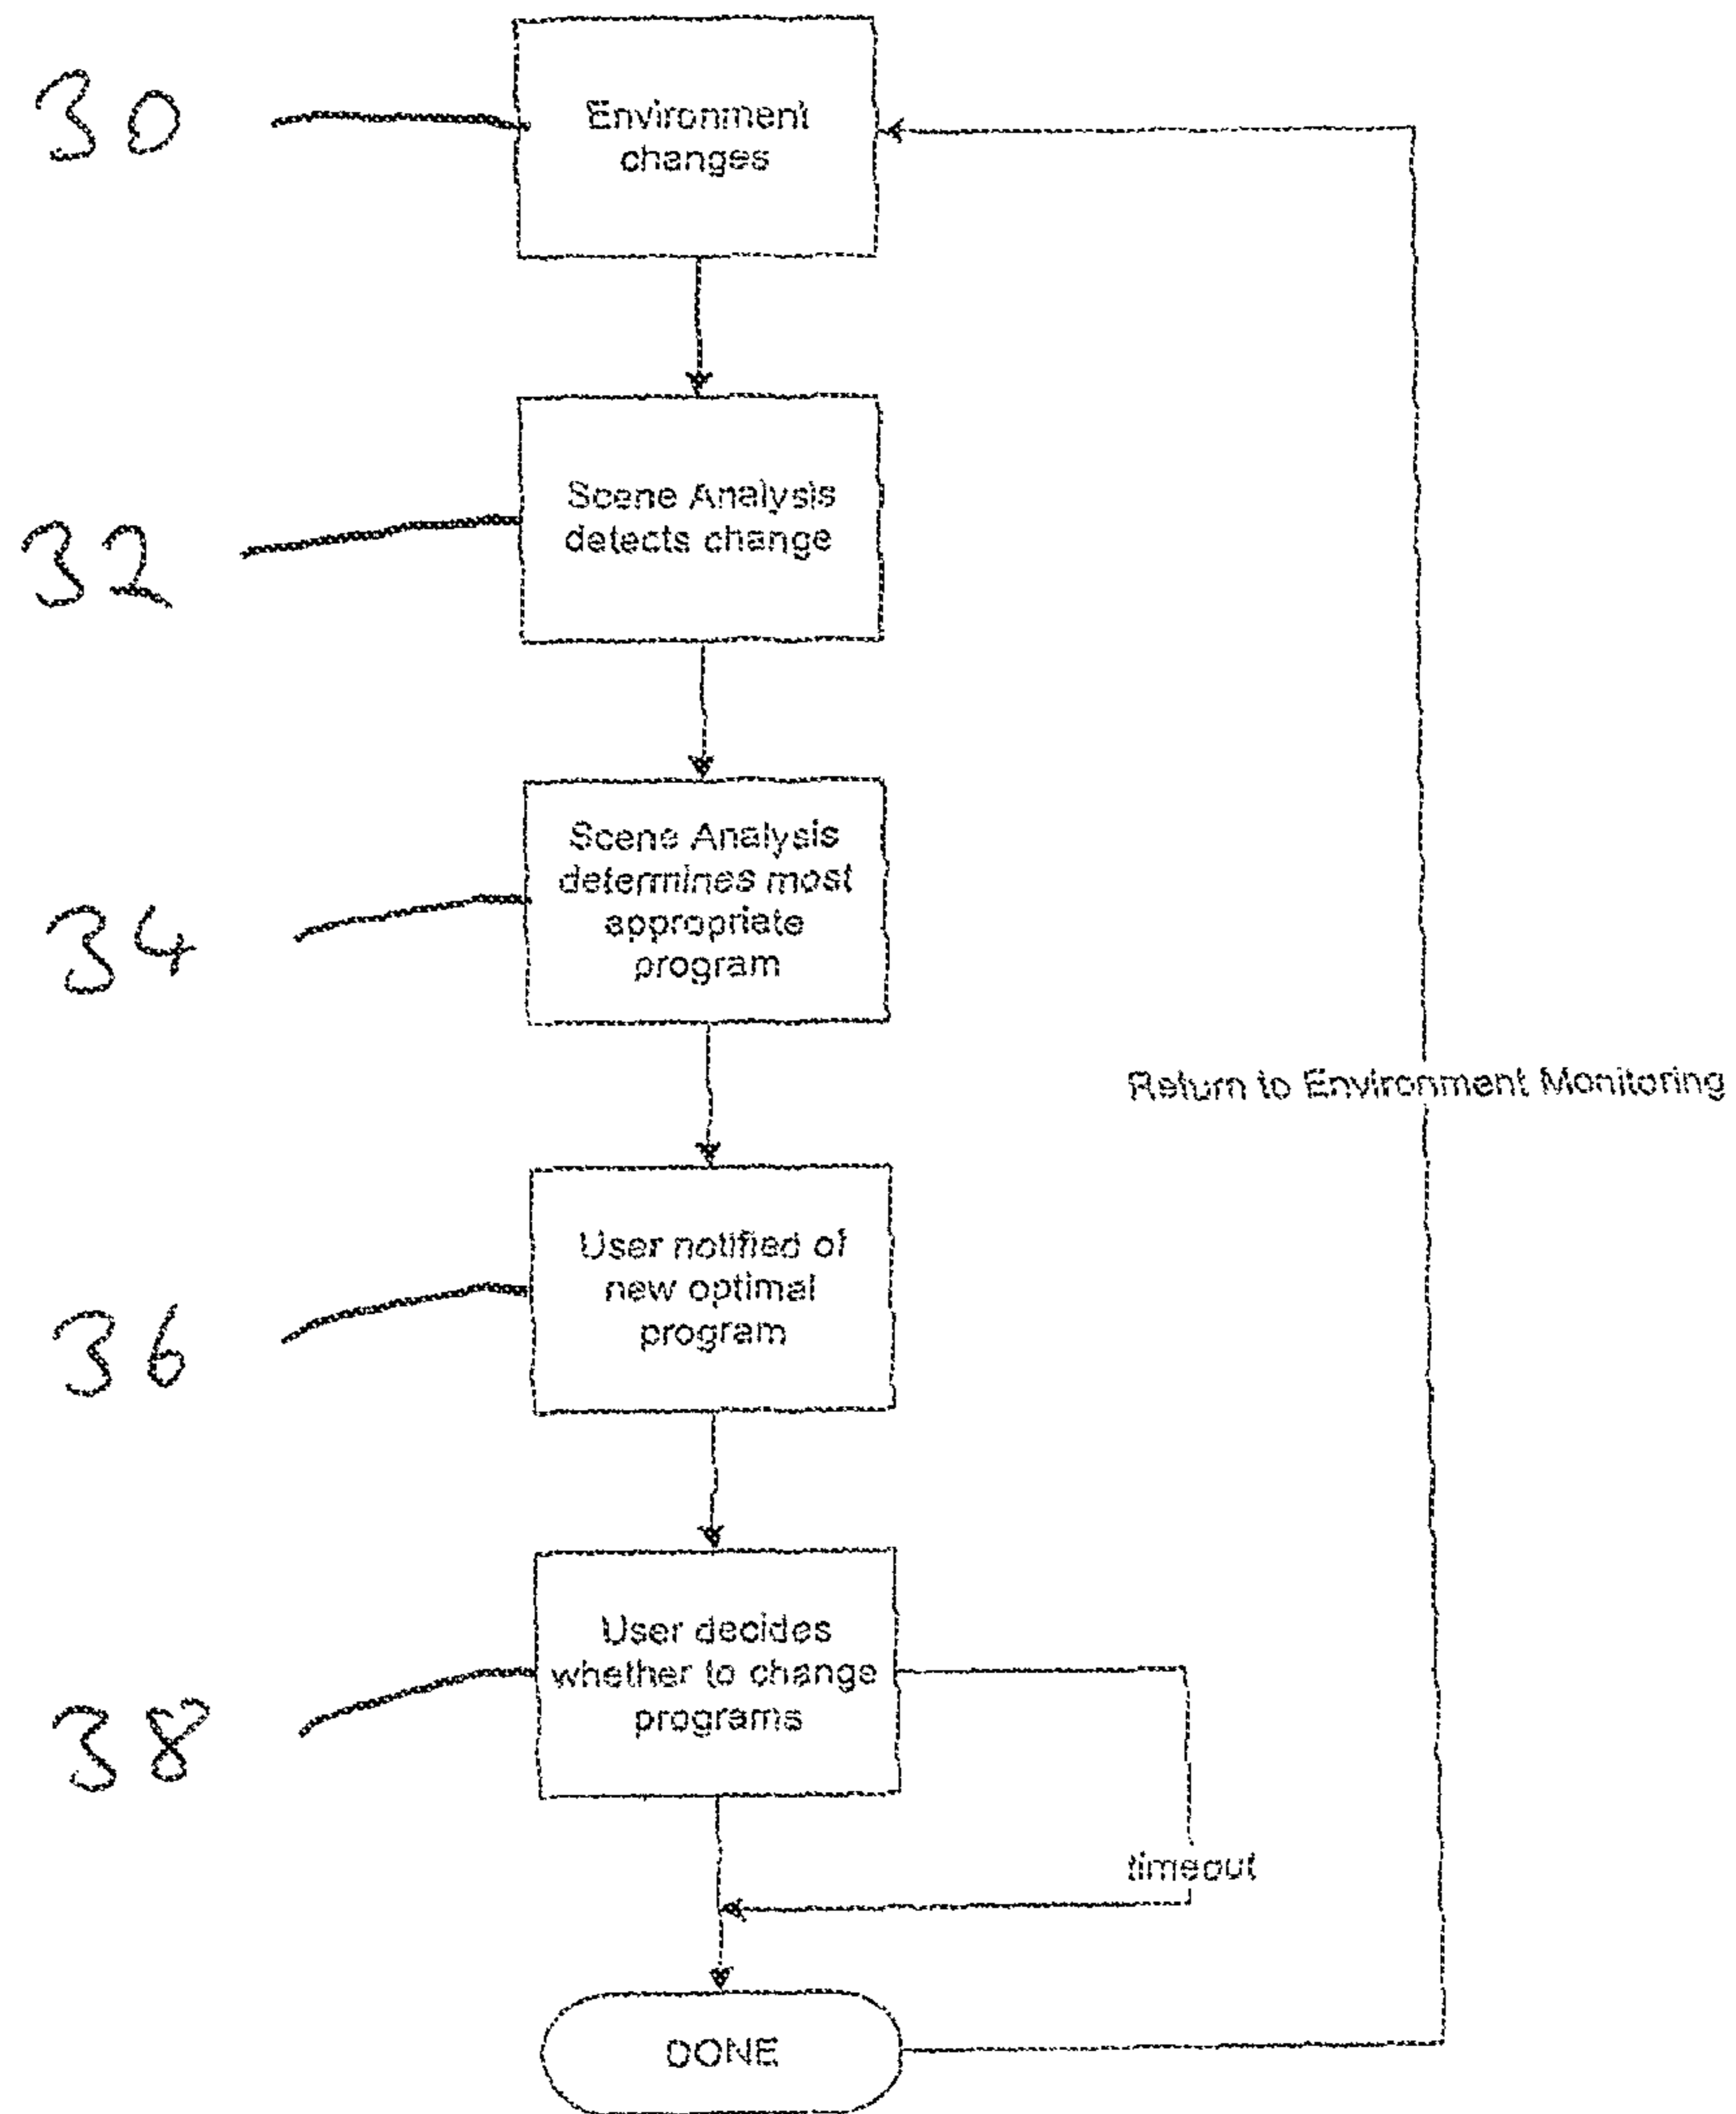 30
Environment
changes
32
Scene Analysis
detects change
34
Scene Analysis
determines most
appropriate
program
Return to Environment Monitoring
36
User notified of
new optimal
program
38
User decides
whether to change
programs
timeout
DONE